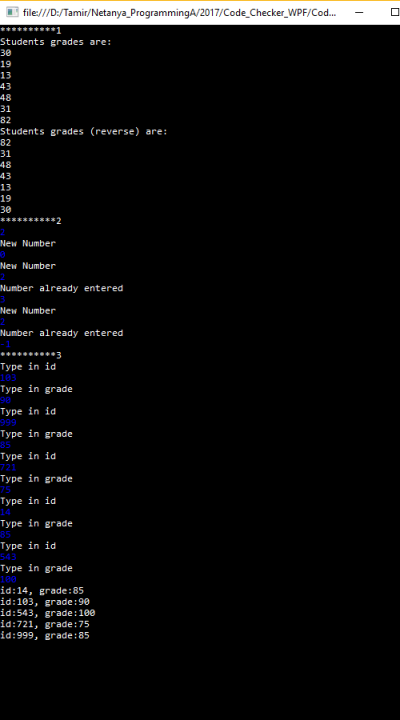 file:///D:/Tamir/Netanya_ProgrammingA/2017/Code_Checker_WPF/Cod...
**********1
Students grades are:
30
19
13
43
48
31
82
Students grades (reverse) are:
82
31
48
43
13
19
30
**********2
2
New Number
0
New Number
2
Number already entered
New Number
2
Number already entered
-1
**********3
Type in id
103
Type in grade
90
Type in id
999
Type in grade
85
Type in id
721
Type in grade
75
Type in id
14
Type in grade
85
Type in id
543
Type in grade
100
id:14, grade:85
id:103, grade:90
id:543, grade:100
id:721, grade:75
id:999, grade:85